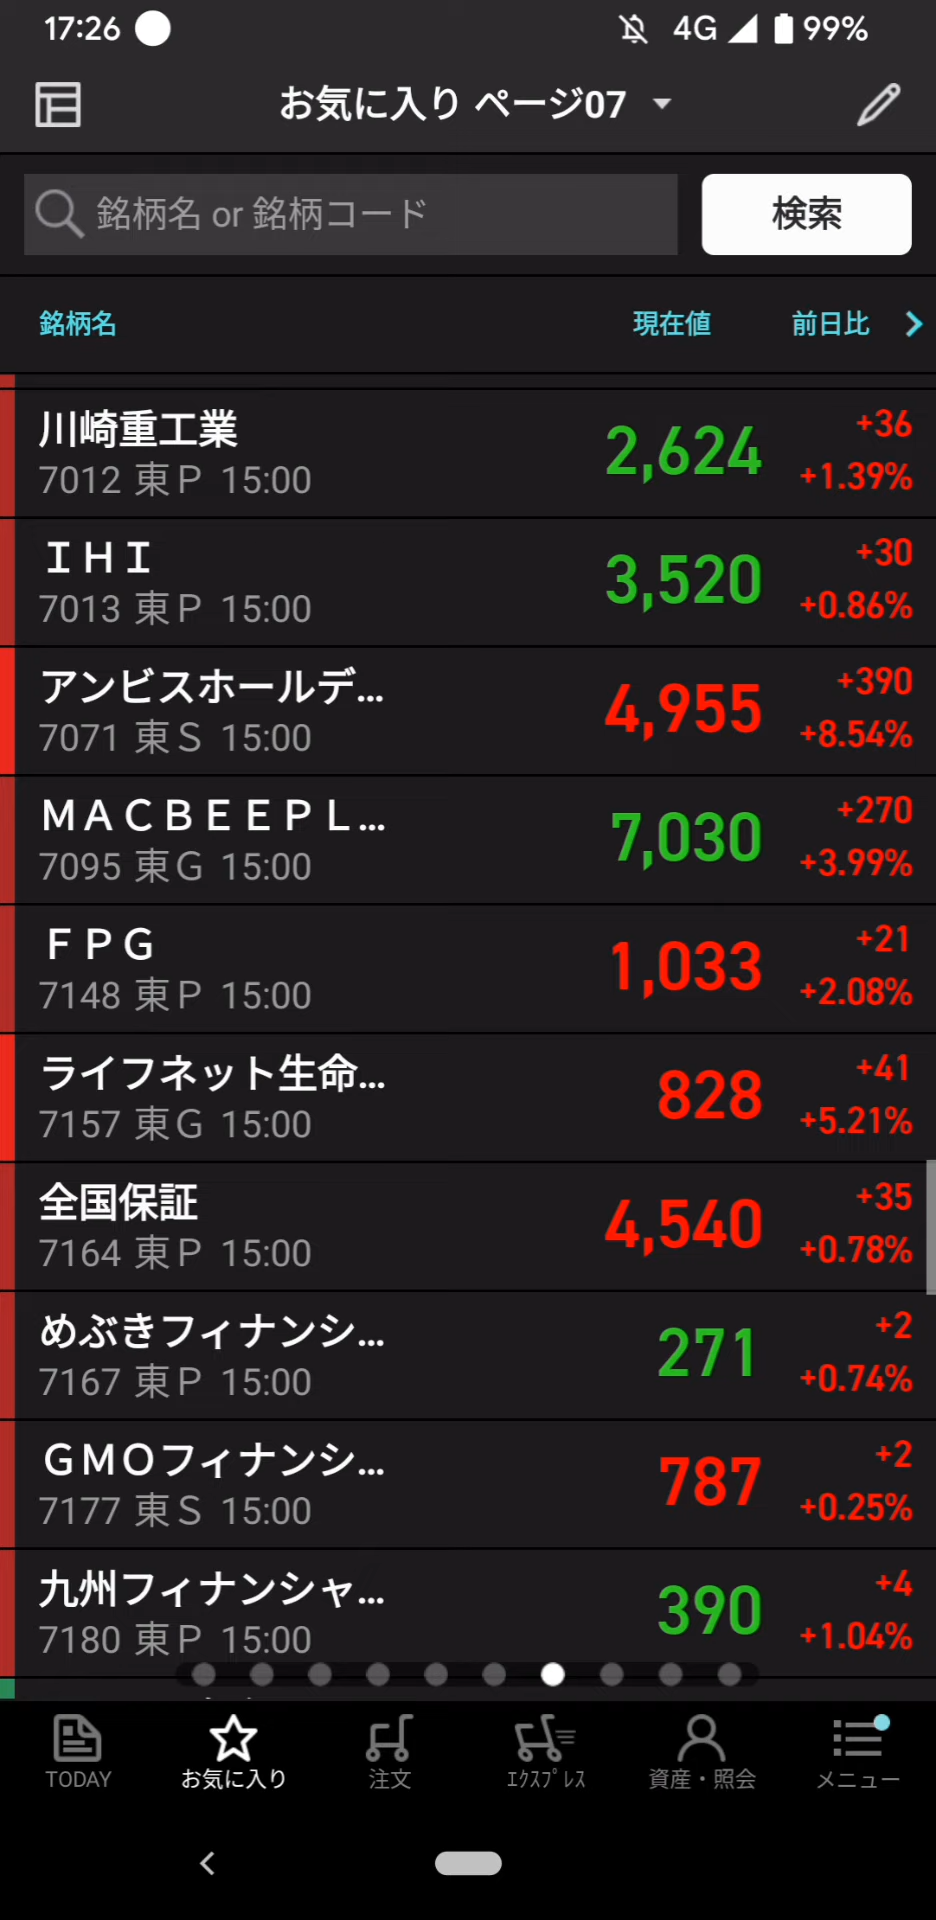 17:26 4G 99%
お気に入り ページ07
銘柄名 or 銘柄コード 検索
銘柄名 現在値 前日比
川崎重工業 2,624 +36
7012 東Ｐ 15:00 +1.39%
ＩＨＩ 3,520 +30
7013 東Ｐ 15:00 +0.86%
アンビスホールデ... 4,955 +390
7071 東Ｓ 15:00 +8.54%
ＭＡＣＢＥＥＰＬ... 7,030 +270
7095 東Ｇ 15:00 +3.99%
ＦＰＧ 1,033 +21
7148 東Ｐ 15:00 +2.08%
ライフネット生命... 828 +41
7157 東Ｇ 15:00 +5.21%
全国保証 4,540 +35
7164 東Ｐ 15:00 +0.78%
めぶきフィナンシ... 271 +2
7167 東Ｐ 15:00 +0.74%
ＧＭＯフィナンシ... 787 +2
7177 東Ｓ 15:00 +0.25%
九州フィナンシャ... 390 +4
7180 東Ｐ 15:00 +1.04%
TODAY お気に入り 注文 ｴｸｽﾌﾟﾚｽ 資産・照会 メニュー